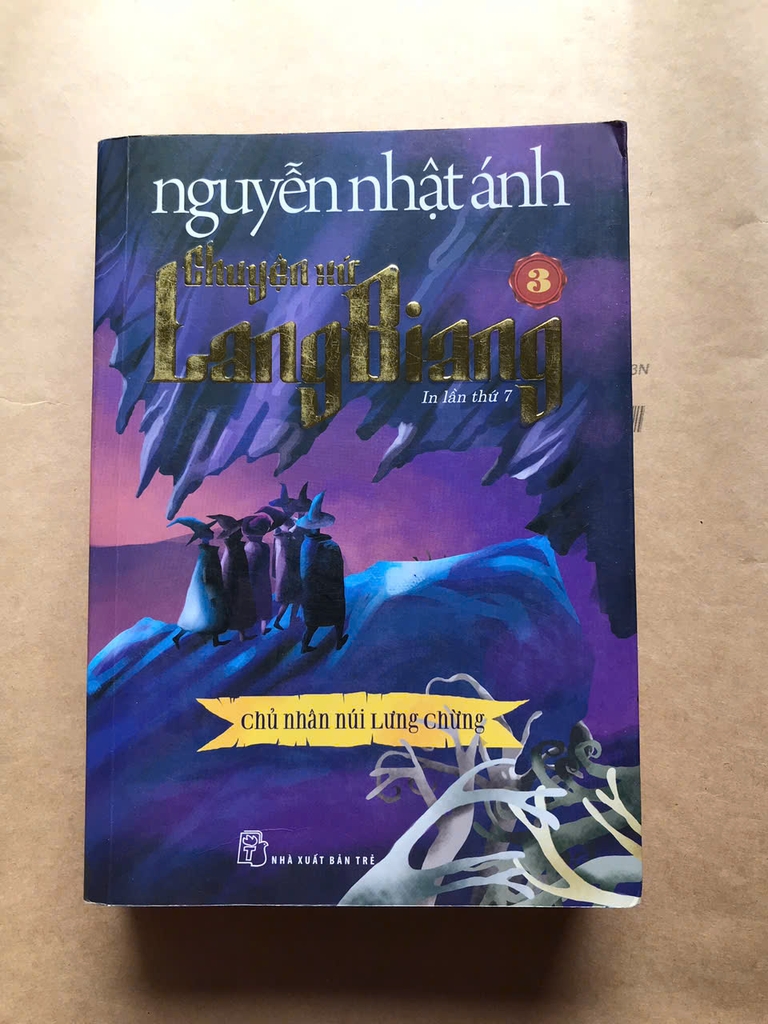 nguyễn nhật ánh
Chuyện xứ
3
LangBiang
In lần thứ 7
3N
Chủ nhân núi Lưng Chừng
NHÀ XUẤT BẢN TRẺ